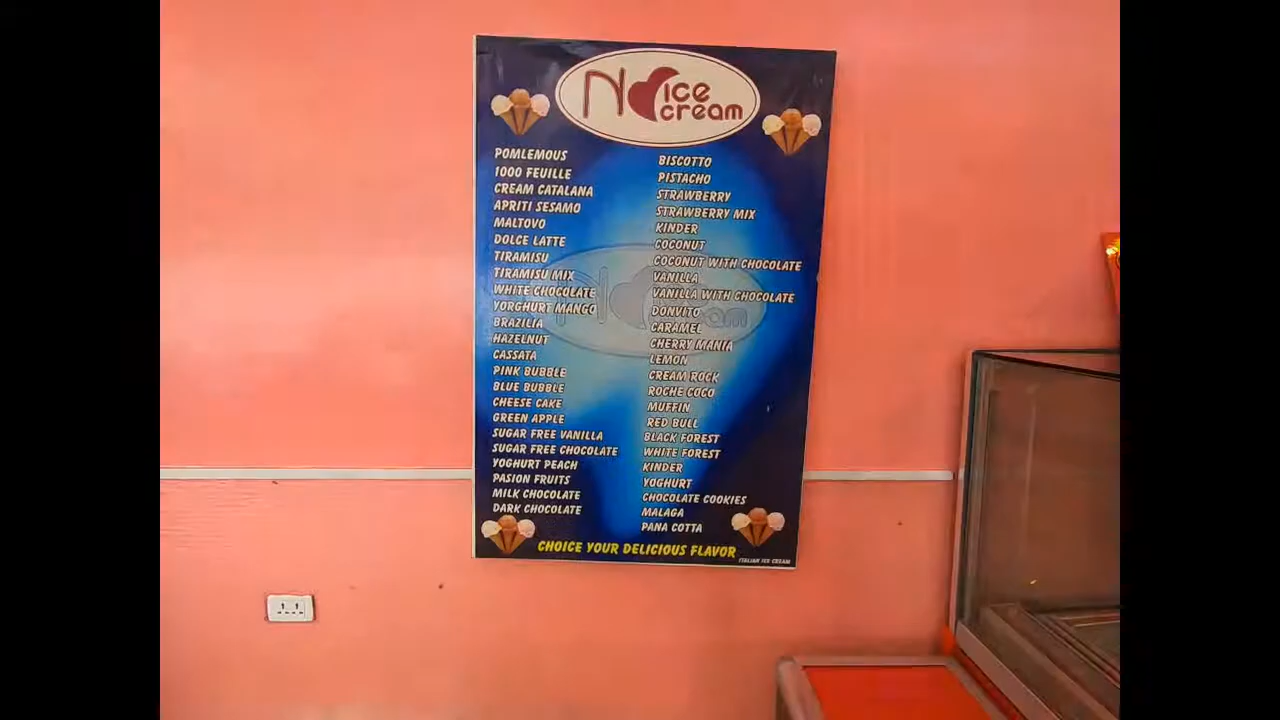 N ice
cream
POMLEMOUS
1000 FEUILLE
CREAM CATALANA
APRITI SESAMO
MALTOVO
DOLCE LATTE
TIRAMISU
TIRAMISU MIX
WHITE CHOCOLATE
YORGHURT MANGO
BRAZILIA
HAZELNUT
CASSATA
PINK BUBBLE
BLUE BUBBLE
CHEESE CAKE
GREEN APPLE
SUGAR FREE VANILLA
SUGAR FREE CHOCOLATE
YOGHURT PEACH
PASION FRUITS
MILK CHOCOLATE
DARK CHOCOLATE
BISCOTTO
PISTACHO
STRAWBERRY
STRAWBERRY MIX
KINDER
COCONUT
COCONUT WITH CHOCOLATE
VANILLA
VANILLA WITH CHOCOLATE
DONVITO
CARAMEL
CHERRY MANIA
LEMON
CREAM ROCK
ROCHE COCO
MUFFIN
RED BULL
BLACK FOREST
WHITE FOREST
KINDER
YOGHURT
CHOCOLATE COOKIES
MALAGA
PANA COTTA
CHOICE YOUR DELICIOUS FLAVOR
ITALIAN ICE CREAM